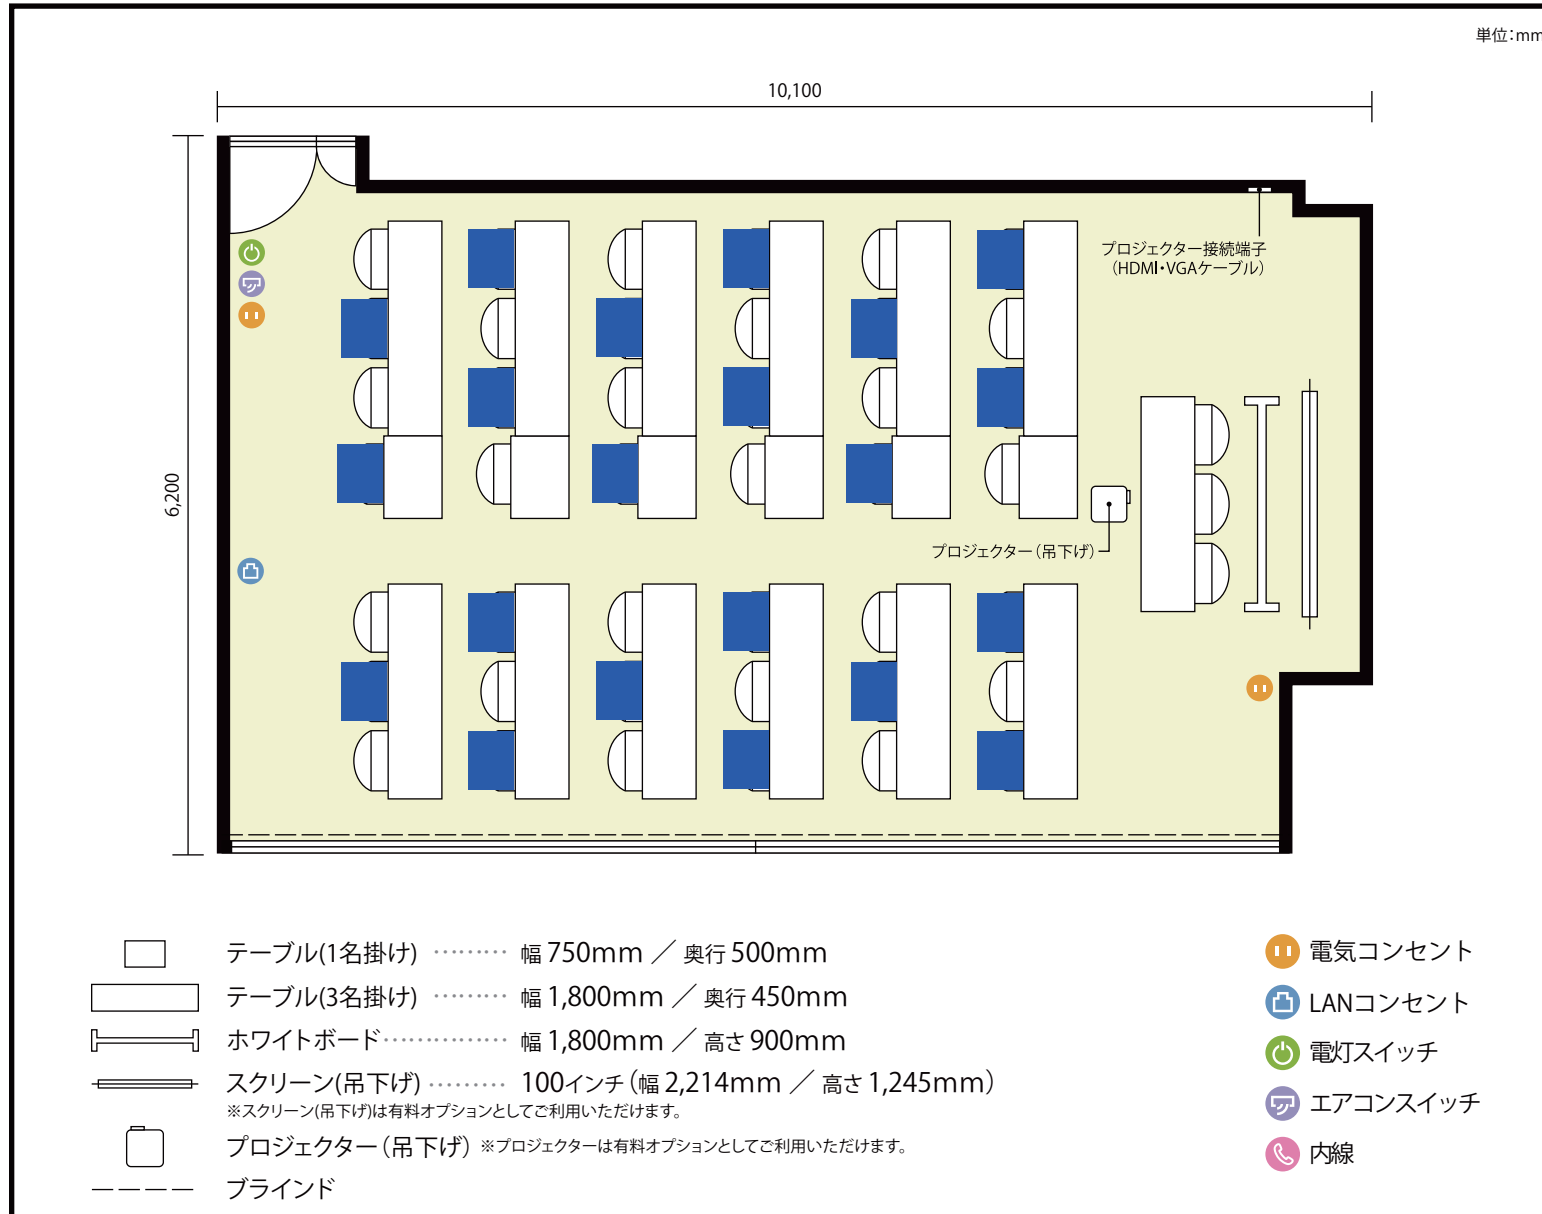 単位：mm
10,100
6,200
プロジェクター接続端子
（HDMI・VGAケーブル）
プロジェクター（吊下げ）
テーブル(1名掛け) ‥‥‥‥‥ 幅 750mm ／ 奥行 500mm
テーブル(3名掛け) ‥‥‥‥‥ 幅 1,800mm ／ 奥行 450mm
ホワイトボード‥‥‥‥‥‥‥ 幅 1,800mm ／ 高さ 900mm
スクリーン(吊下げ) ‥‥‥‥‥ 100インチ（幅 2,214mm ／ 高さ 1,245mm）
※スクリーン(吊下げ)は有料オプションとしてご利用いただけます。
プロジェクター（吊下げ） ※プロジェクターは有料オプションとしてご利用いただけます。
ブラインド
電気コンセント
LANコンセント
電灯スイッチ
エアコンスイッチ
内線